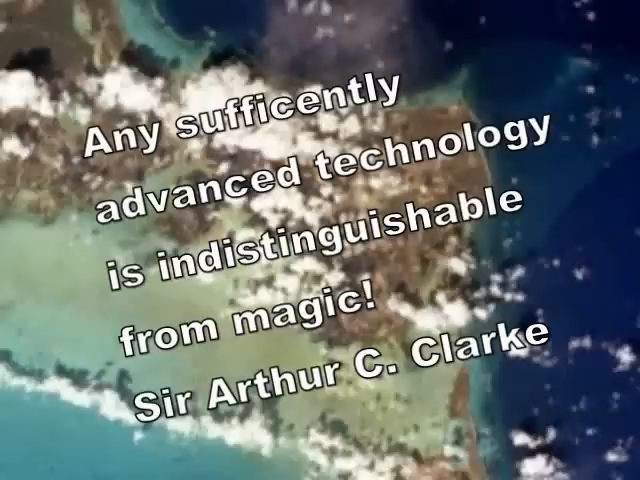 Any sufficently
advanced technology
is indistinguishable
from magic!
Sir Arthur C. Clarke